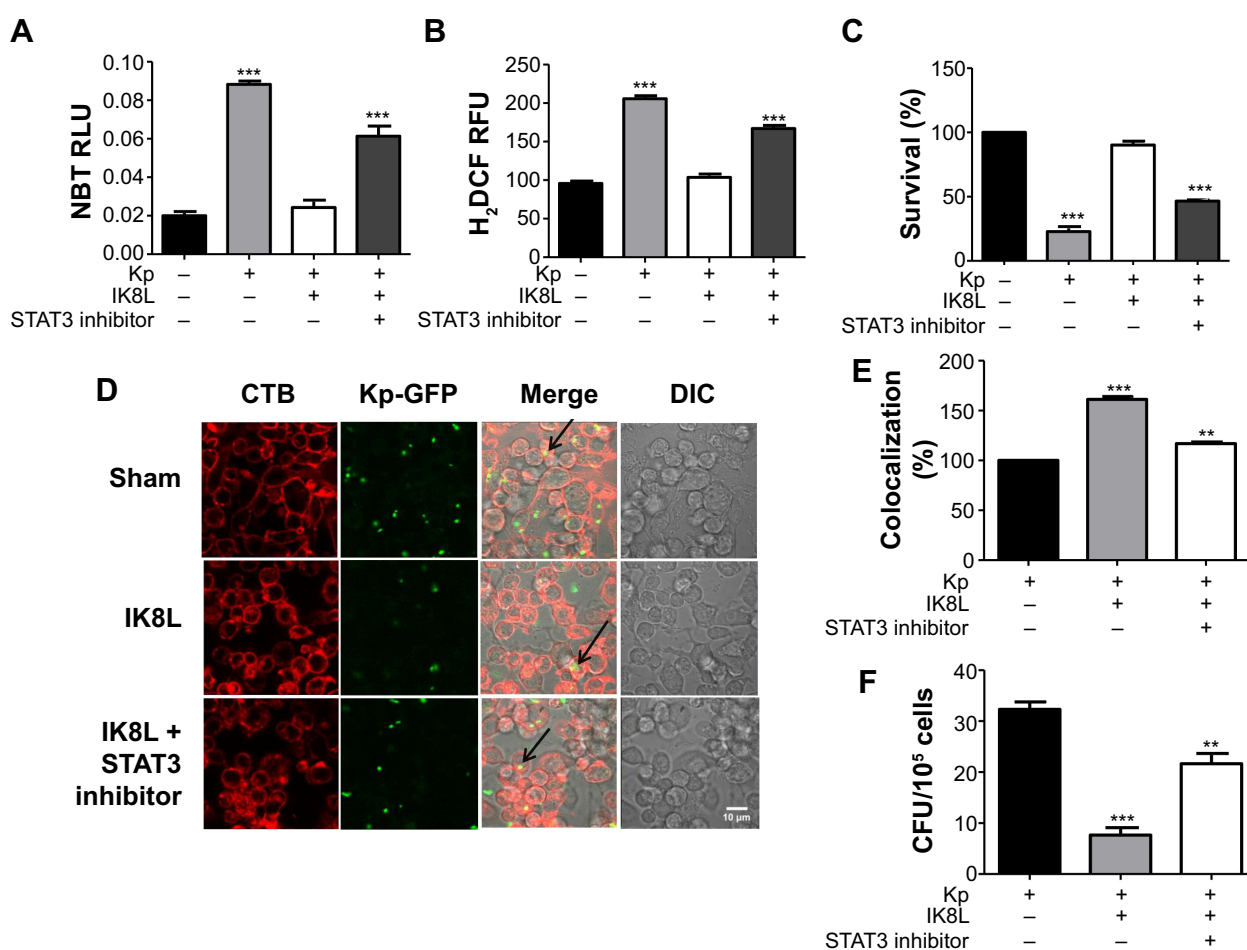 A
NBT RLU
0.10
0.08
0.06
0.04
0.02
0.00
***
***
Kp – + + +
IK8L – – + +
STAT3 inhibitor – – – +
B
H₂DCF RFU
250
200
150
100
50
0
***
***
Kp – + + +
IK8L – – + +
STAT3 inhibitor – – – +
C
Survival (%)
150
100
50
0
***
***
Kp – + + +
IK8L – – + +
STAT3 inhibitor – – – +
D
CTB Kp-GFP Merge DIC
Sham
IK8L
IK8L +
STAT3
inhibitor
10 μm
E
Colocalization
(%)
200
150
100
50
0
***
**
Kp + + +
IK8L – + +
STAT3 inhibitor – – +
F
CFU/10⁵ cells
40
30
20
10
0
***
**
Kp + + +
IK8L – + +
STAT3 inhibitor – – +